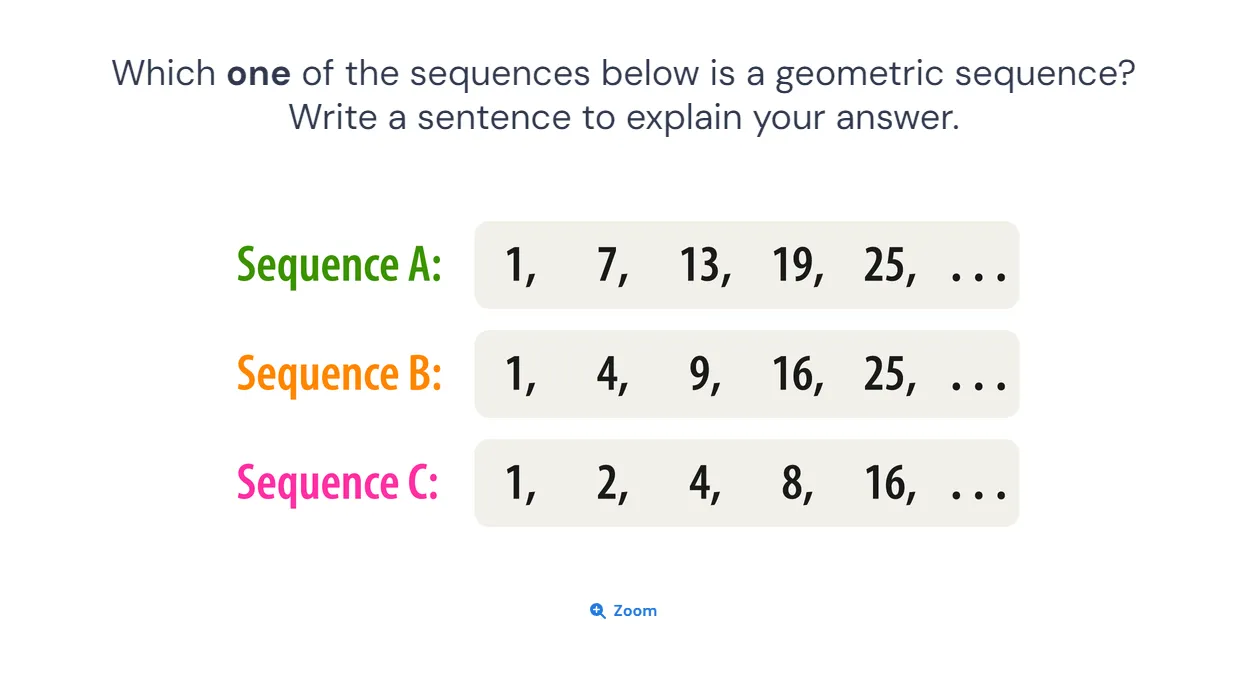 Which one of the sequences below is a geometric sequence?
Write a sentence to explain your answer.
Sequence A: 1, 7, 13, 19, 25, . . .
Sequence B: 1, 4, 9, 16, 25, . . .
Sequence C: 1, 2, 4, 8, 16, . . .
Zoom